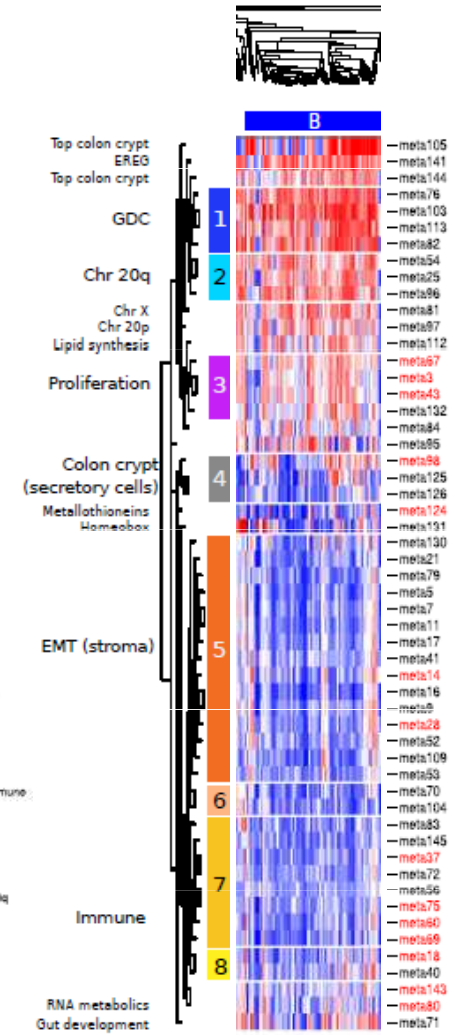 B
Top colon crypt
EREG
Top colon crypt
GDC
Chr 20q
Chr X
Chr 20p
Lipid synthesis
Proliferation
Colon crypt
(secretory cells)
Metallothioneins
Homeobox
EMT (stroma)
Immune
RNA metabolics
Gut development
1
2
3
4
5
6
7
8
meta105
meta141
meta144
meta76
meta103
meta113
meta82
meta54
meta25
meta96
meta81
meta97
meta112
meta67
meta3
meta43
meta132
meta84
meta95
meta98
meta125
meta126
meta124
meta131
meta130
meta21
meta79
meta5
meta7
meta11
meta17
meta41
meta14
meta16
meta9
meta28
meta52
meta109
meta53
meta70
meta104
meta83
meta145
meta37
meta72
meta56
meta75
meta60
meta69
meta18
meta40
meta143
meta80
meta71